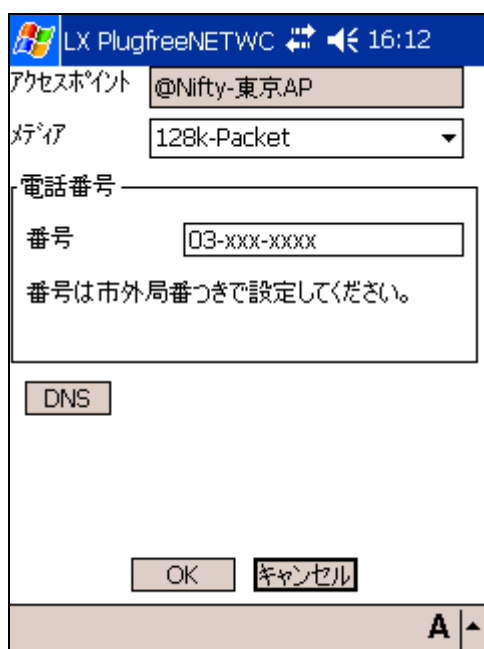 LX PlugfreeNETWC 16:12
ｱｸｾｽﾎﾟｲﾝﾄ @Nifty-東京AP
ﾒﾃﾞｨｱ 128k-Packet
電話番号
番号 03-xxx-xxxx
番号は市外局番つきで設定してください。
DNS
OK キャンセル
A